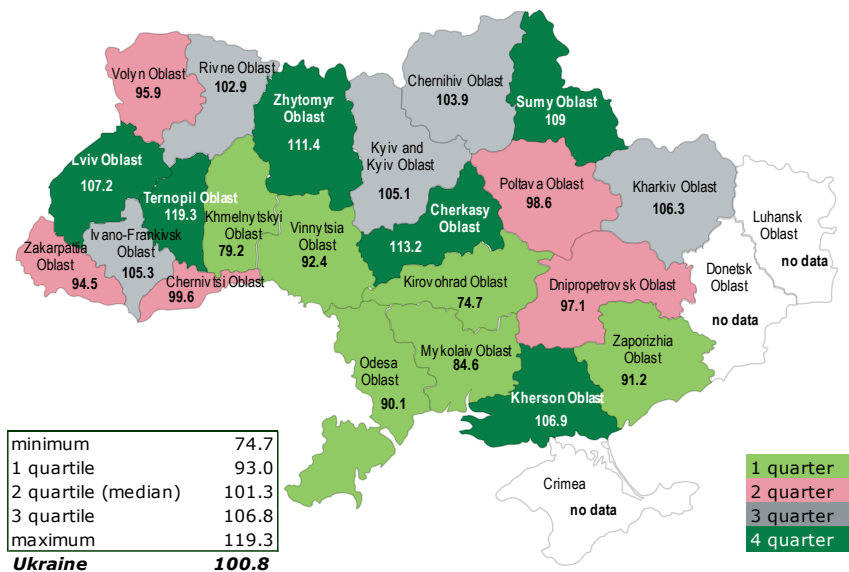 Volyn Oblast
95.9
Rivne Oblast
102.9
Zhytomyr
Oblast
111.4
Chernihiv Oblast
103.9
Sumy Oblast
109
Kyiv and
Kyiv Oblast
105.1
Lviv Oblast
107.2
Ternopil Oblast
119.3
Khmelnytskyi
Oblast
79.2
Vinnytsia
Oblast
92.4
Cherkasy
Oblast
113.2
Poltava Oblast
98.6
Kharkiv Oblast
106.3
Luhansk
Oblast
no data
Donetsk
Oblast
no data
Zakarpattia
Oblast
94.5
Ivano-Frankivsk
Oblast
105.3
Chernivtsi Oblast
99.6
Kirovohrad Oblast
74.7
Dnipropetrovsk Oblast
97.1
Zaporizhia
Oblast
91.2
Odesa
Oblast
90.1
Mykolaiv Oblast
84.6
Kherson Oblast
106.9
Crimea
no data
minimum 74.7
1 quartile 93.0
2 quartile (median) 101.3
3 quartile 106.8
maximum 119.3
Ukraine 100.8
1 quarter
2 quarter
3 quarter
4 quarter